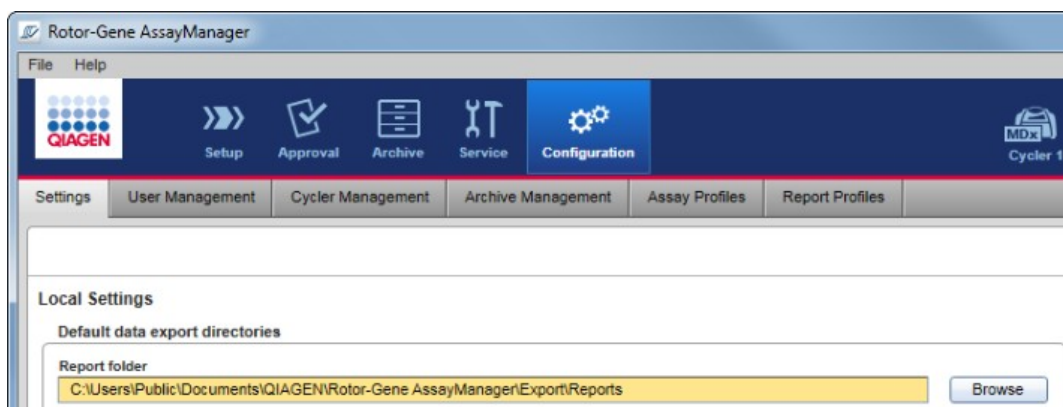 Rotor-Gene AssayManager
File Help
QIAGEN
Setup Approval Archive Service Configuration
MDx
Cycler 1
Settings User Management Cycler Management Archive Management Assay Profiles Report Profiles
Local Settings
Default data export directories
Report folder
C:\Users\Public\Documents\QIAGEN\Rotor-Gene AssayManager\Export\Reports Browse